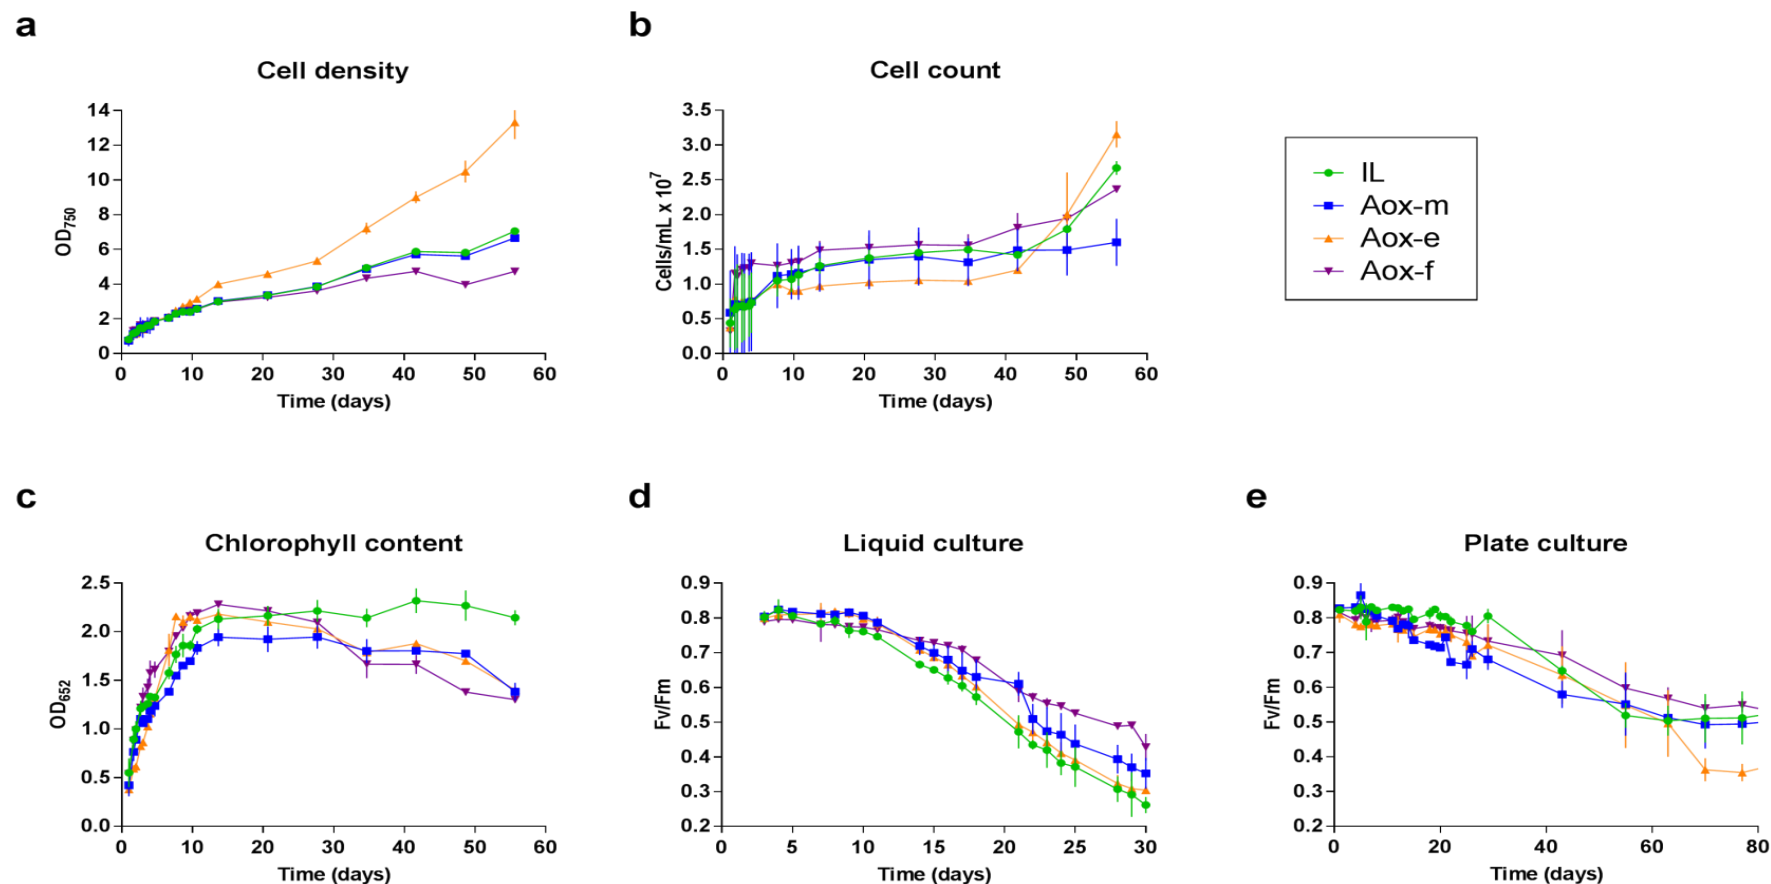 a
Cell density
14
12
10
8
6
4
2
0
OD750
0 10 20 30 40 50 60
Time (days)
b
Cell count
3.5
3.0
2.5
2.0
1.5
1.0
0.5
0.0
Cells/mL x 10⁷
0 10 20 30 40 50 60
Time (days)
IL
Aox-m
Aox-e
Aox-f
c
Chlorophyll content
2.5
2.0
1.5
1.0
0.5
0.0
OD652
0 10 20 30 40 50 60
Time (days)
d
Liquid culture
0.9
0.8
0.7
0.6
0.5
0.4
0.3
0.2
Fv/Fm
0 5 10 15 20 25 30
Time (days)
e
Plate culture
0.9
0.8
0.7
0.6
0.5
0.4
0.3
0.2
Fv/Fm
0 20 40 60 80
Time (days)